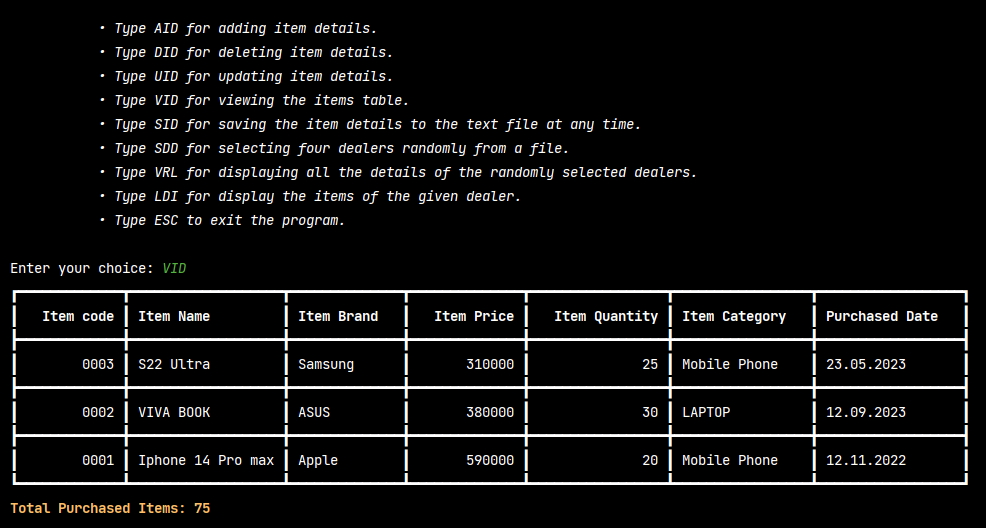 • Type AID for adding item details.
• Type DID for deleting item details.
• Type UID for updating item details.
• Type VID for viewing the items table.
• Type SID for saving the item details to the text file at any time.
• Type SDD for selecting four dealers randomly from a file.
• Type VRL for displaying all the details of the randomly selected dealers.
• Type LDI for display the items of the given dealer.
• Type ESC to exit the program.
Enter your choice: VID
Item code Item Name Item Brand Item Price Item Quantity Item Category Purchased Date
0003 S22 Ultra Samsung 310000 25 Mobile Phone 23.05.2023
0002 VIVA BOOK ASUS 380000 30 LAPTOP 12.09.2023
0001 Iphone 14 Pro max Apple 590000 20 Mobile Phone 12.11.2022
Total Purchased Items: 75